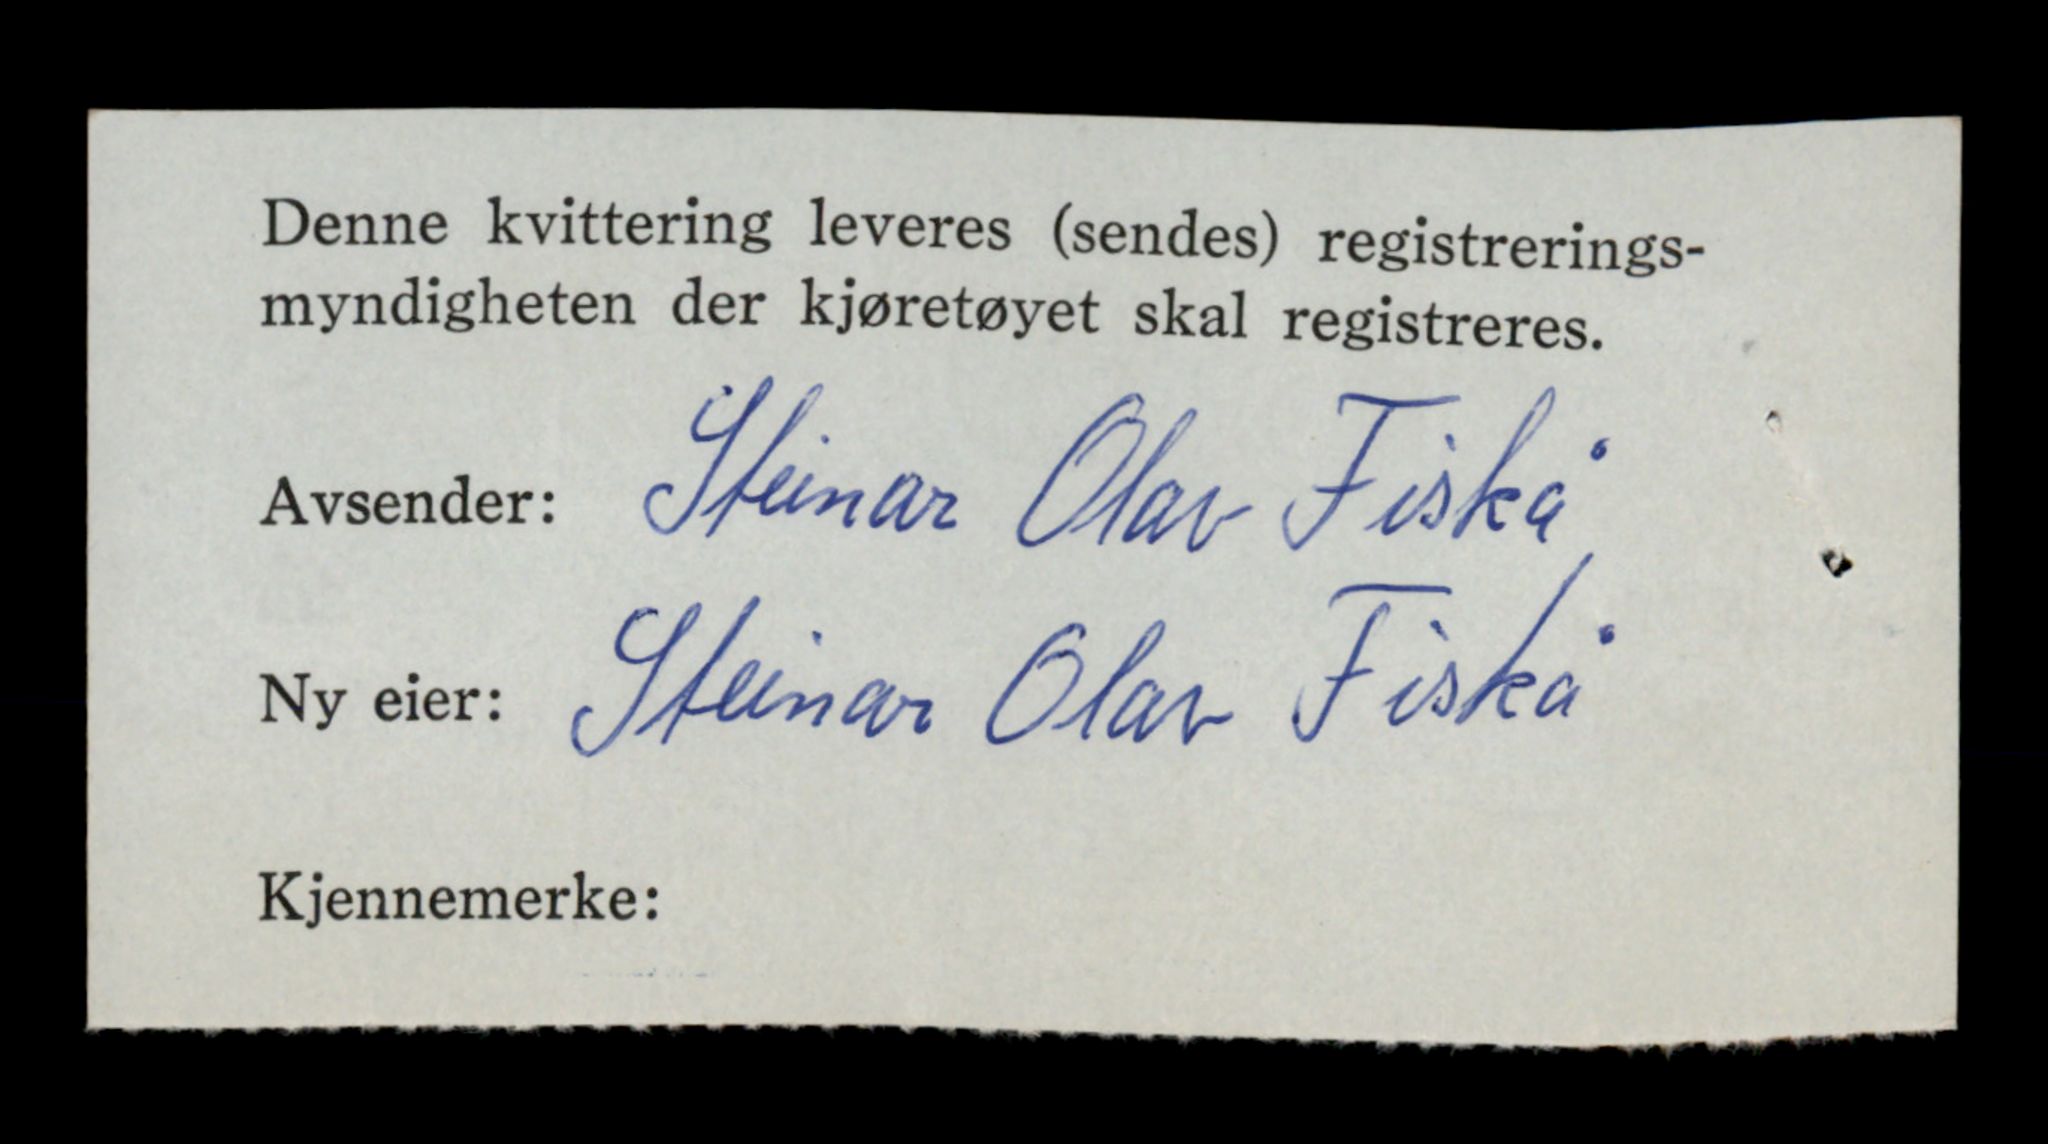 Denne kvittering leveres (sendes) registrerings-
myndigheten der kjøretøyet skal registreres.
Avsender: Steinar Olav Fiskå
Ny eier: Steinar Olav Fiskå
Kjennemerke: